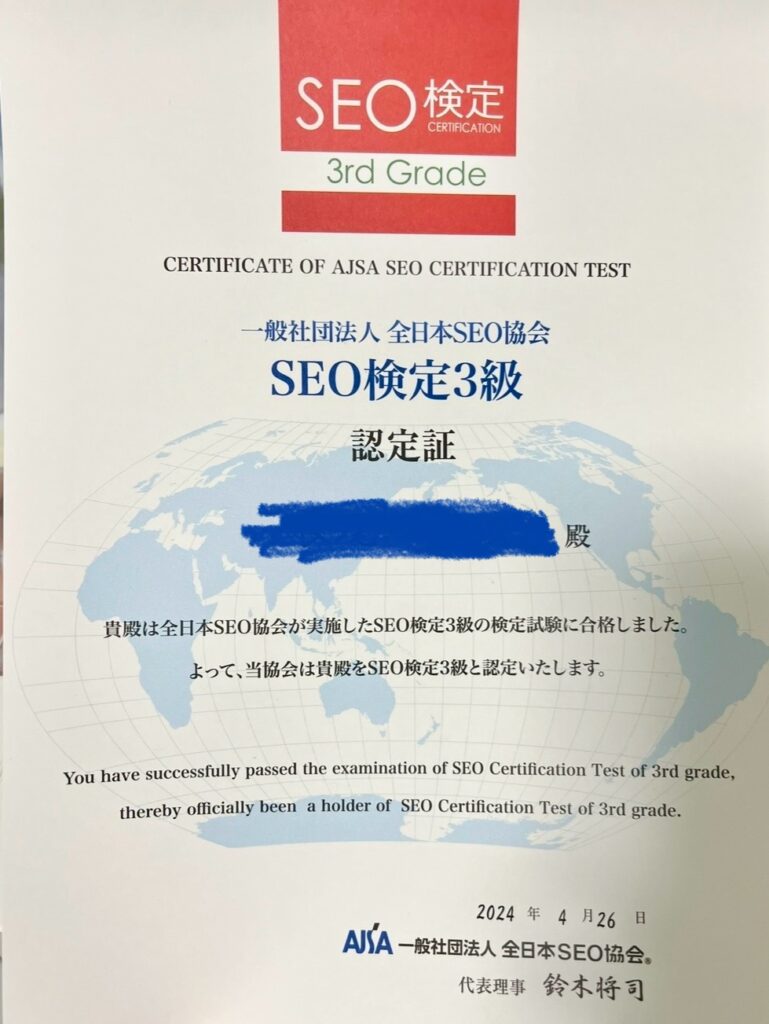 SEO検定
CERTIFICATION
3rd Grade
CERTIFICATE OF AJSA SEO CERTIFICATION TEST
一般社団法人 全日本SEO協会
SEO検定3級
認定証
殿
貴殿は全日本SEO協会が実施したSEO検定3級の検定試験に合格しました。
よって、当協会は貴殿をSEO検定3級と認定いたします。
You have successfully passed the examination of SEO Certification Test of 3rd grade,
thereby officially been a holder of SEO Certification Test of 3rd grade.
2024 年 4 月 26 日
AJSA 一般社団法人 全日本SEO協会®
代表理事 鈴木将司